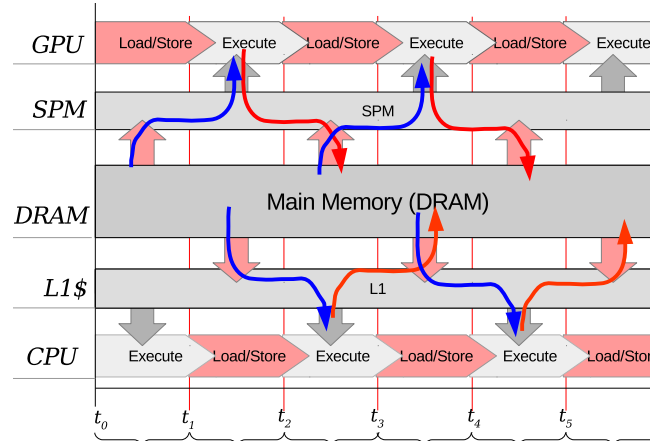 GPU Load/Store Execute Load/Store Execute Load/Store Execute
SPM SPM
DRAM Main Memory (DRAM)
L1$ L1
CPU Execute Load/Store Execute Load/Store Execute Load/Stor
t0 t1 t2 t3 t4 t5